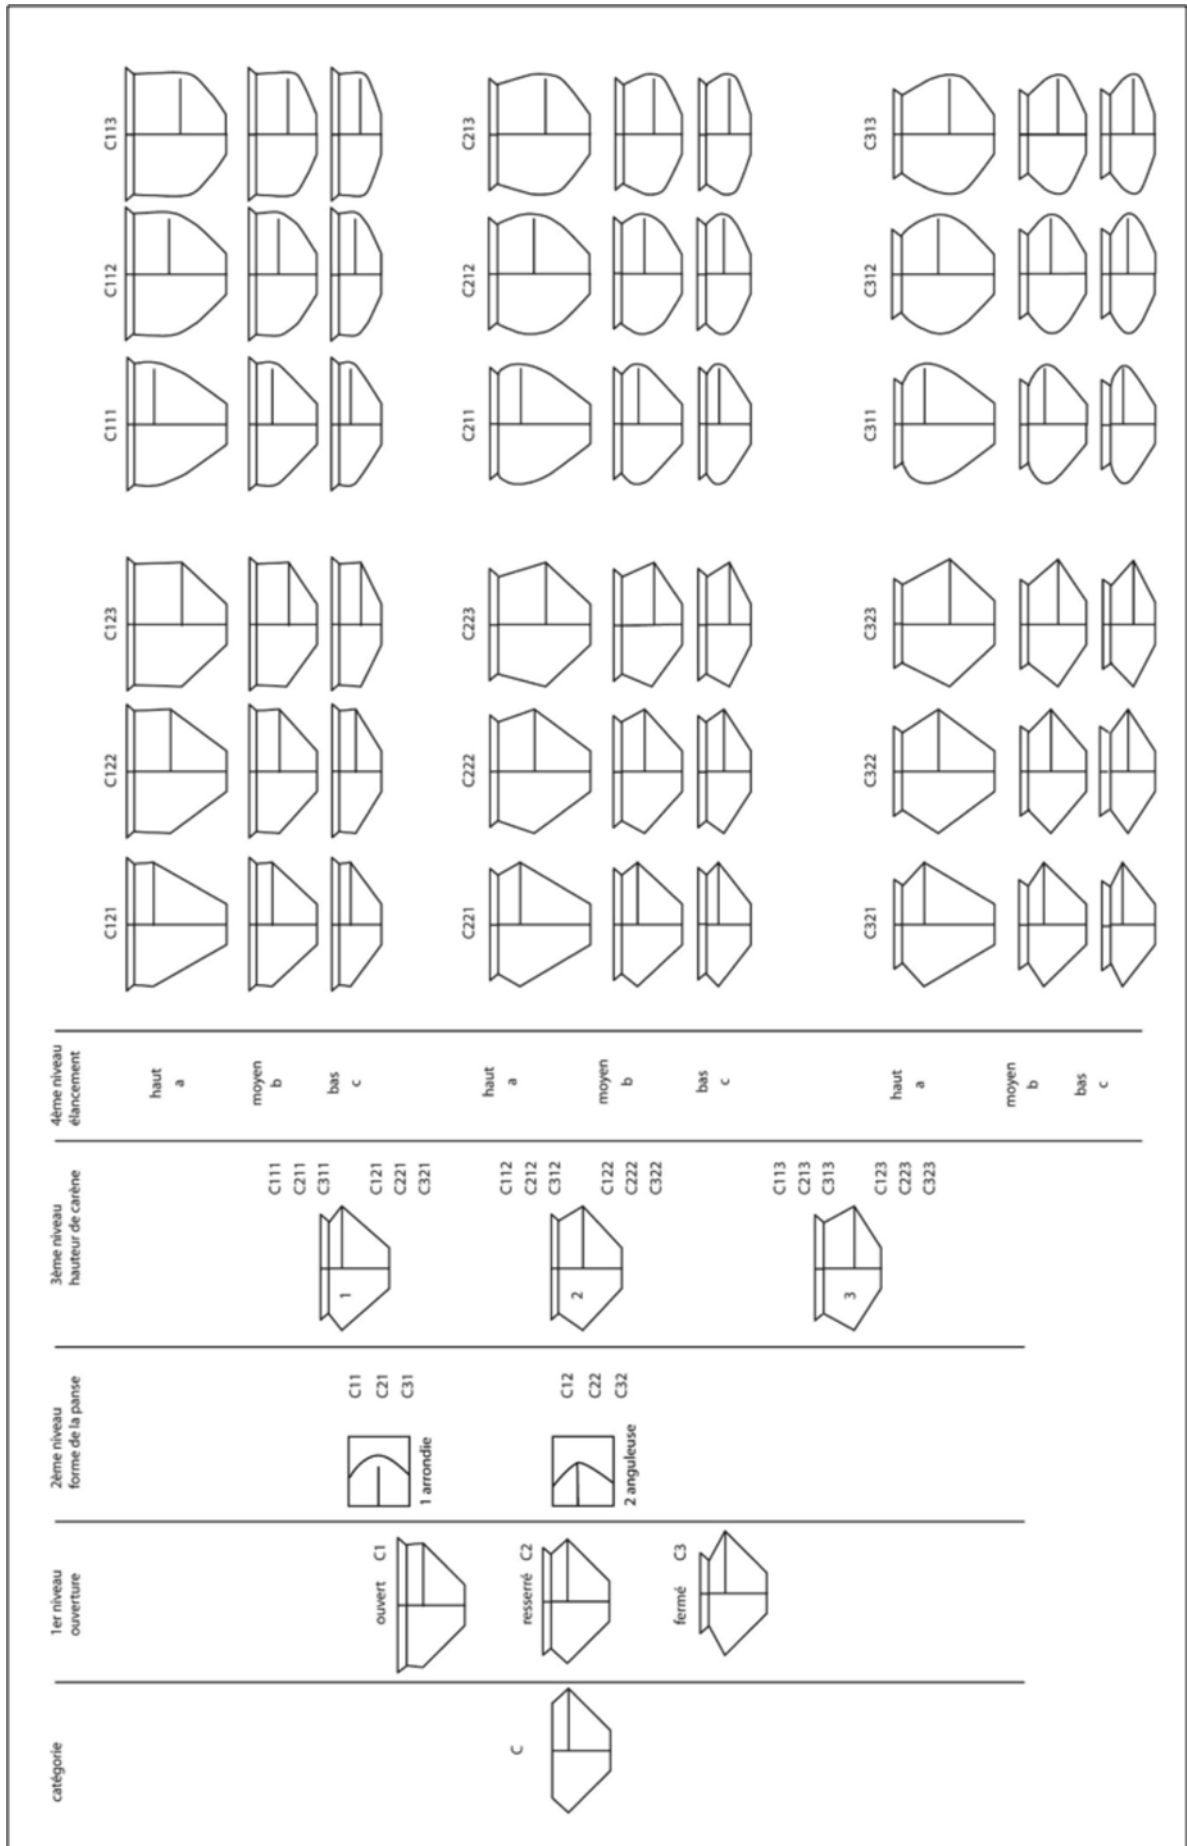 catégorie
C
1er niveau
ouverture
ouvert C1
resserré C2
fermé C3
2ème niveau
forme de la panse
C11
C21
C31
1 arrondie
C12
C22
C32
2 anguleuse
3ème niveau
hauteur de carène
C111
C211
C311
1
C121
C221
C321
C112
C212
C312
2
C122
C222
C322
C113
C213
C313
3
C123
C223
C323
4ème niveau
élancement
haut
a
moyen
b
bas
c
haut
a
moyen
b
bas
c
haut
a
moyen
b
bas
c
C121 C122 C123 C111 C112 C113
C221 C222 C223 C211 C212 C213
C321 C322 C323 C311 C312 C313